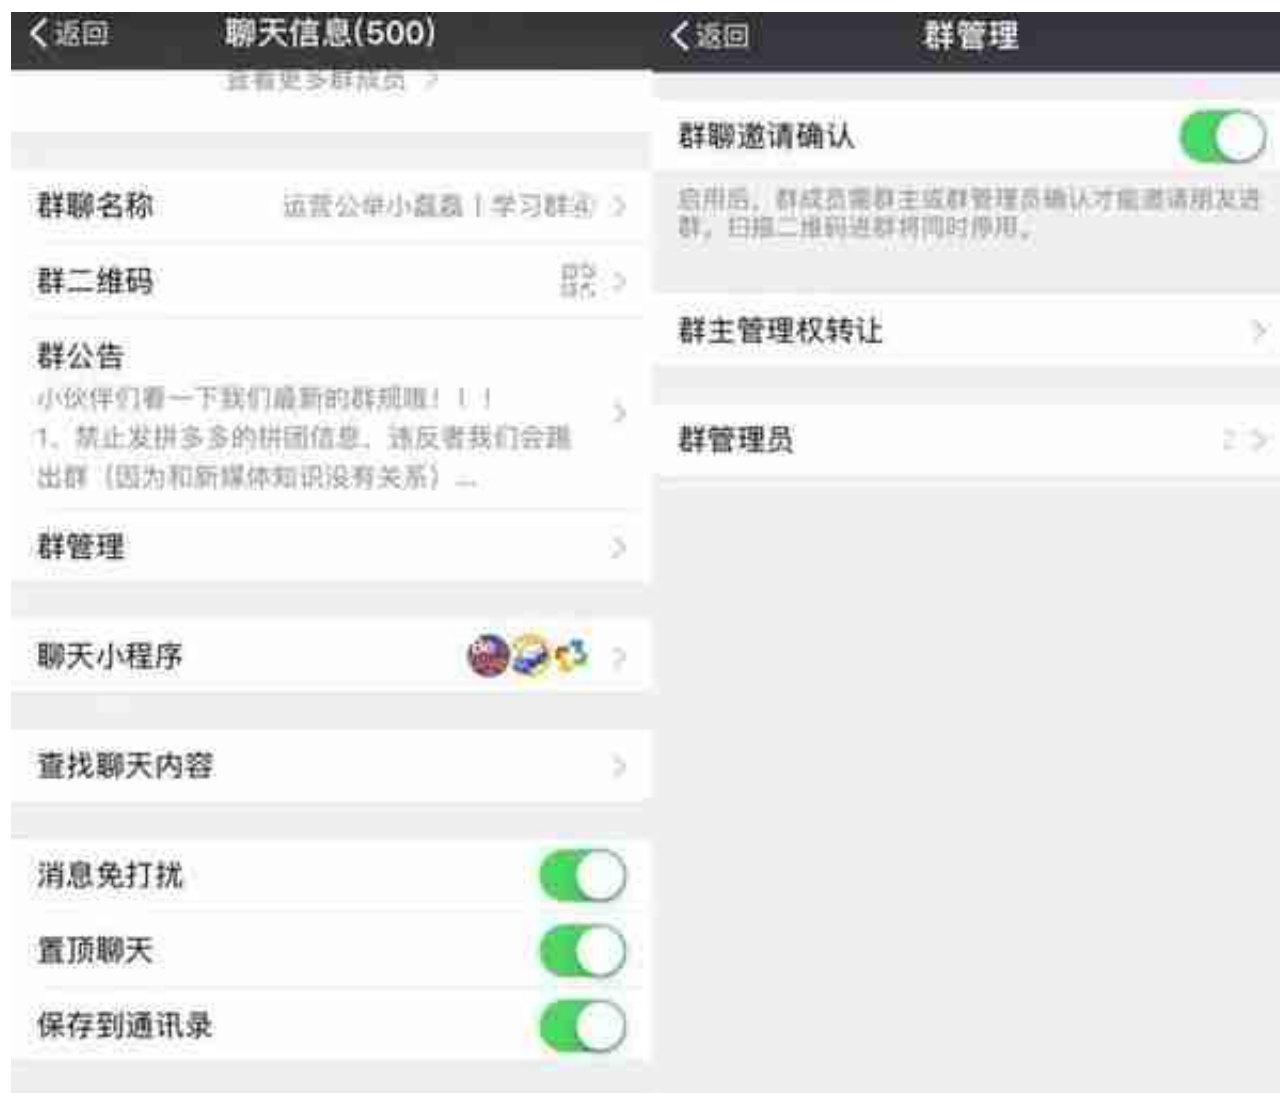 返回
聊天信息(500)
查看更多群成员
群聊名称
运营公举小磊磊丨学习群④
群二维码
群公告
小伙伴们看一下我们最新的群规哦！！！
1、禁止发拼多多的拼团信息，违反者我们会踢
出群（因为和新媒体知识没有关系）...
群管理
聊天小程序
查找聊天内容
消息免打扰
置顶聊天
保存到通讯录
返回
群管理
群聊邀请确认
启用后，群成员需群主或群管理员确认才能邀请朋友进
群。扫描二维码进群将同时停用。
群主管理权转让
群管理员
2